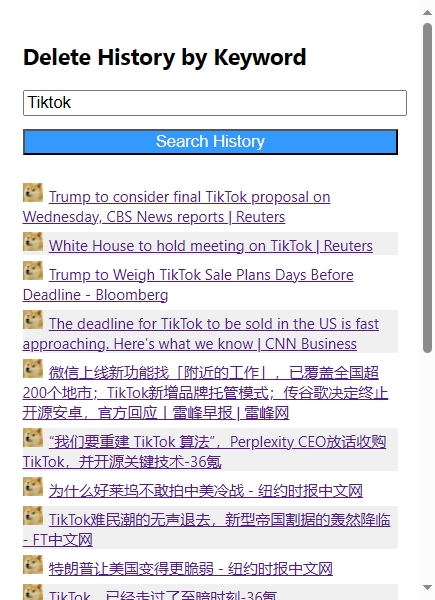 Delete History by Keyword
Tiktok
Search History
Trump to consider final TikTok proposal on
Wednesday, CBS News reports | Reuters
White House to hold meeting on TikTok | Reuters
Trump to Weigh TikTok Sale Plans Days Before
Deadline - Bloomberg
The deadline for TikTok to be sold in the US is fast
approaching. Here's what we know | CNN Business
微信上线新功能找「附近的工作」，已覆盖全国超
200个地市；TikTok新增品牌托管模式；传谷歌决定终止
开源安卓，官方回应丨雷峰早报 | 雷峰网
“我们要重建 TikTok 算法”，Perplexity CEO放话收购
TikTok，并开源关键技术-36氪
为什么好莱坞不敢拍中美冷战 - 纽约时报中文网
TikTok难民潮的无声退去，新型帝国割据的轰然降临
- FT中文网
特朗普让美国变得更脆弱 - 纽约时报中文网
TikTok，已经走过了至暗时刻-36氪